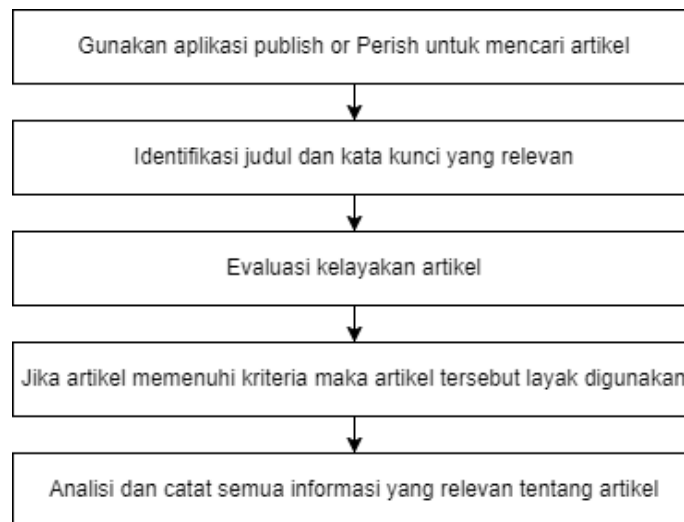 Gunakan aplikasi publish or Perish untuk mencari artikel
Identifikasi judul dan kata kunci yang relevan
Evaluasi kelayakan artikel
Jika artikel memenuhi kriteria maka artikel tersebut layak digunakan
Analisi dan catat semua informasi yang relevan tentang artikel